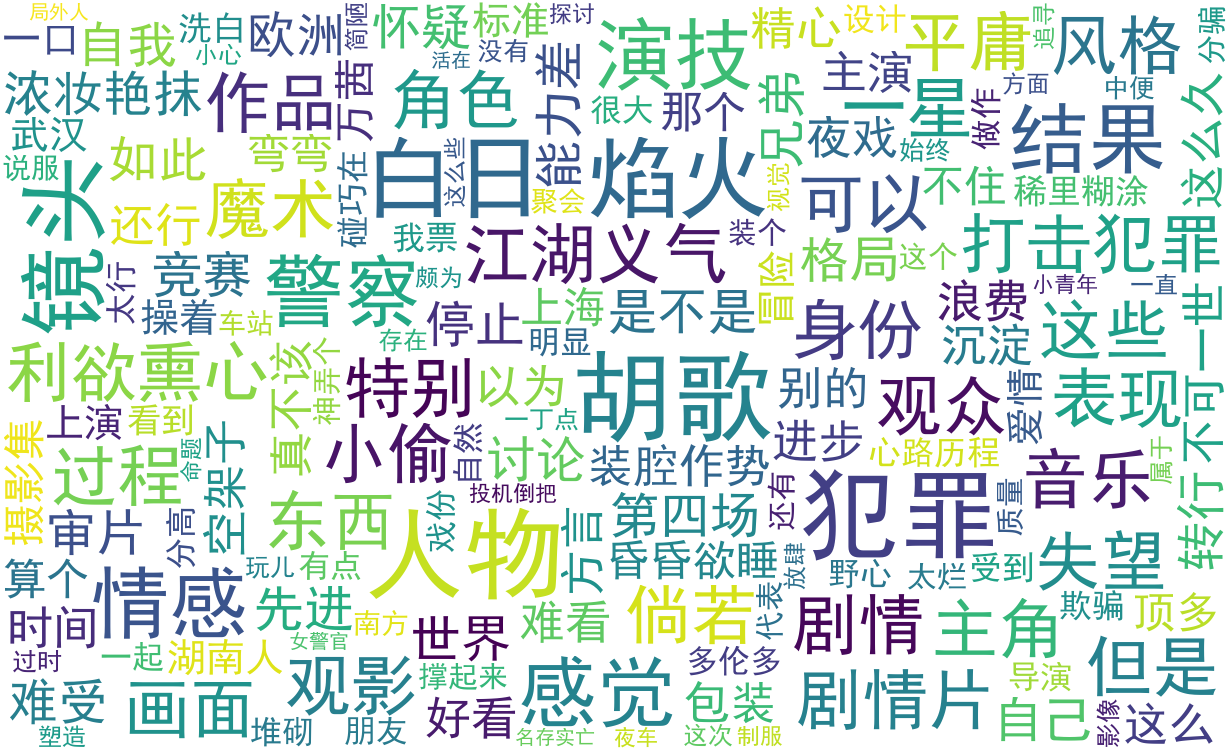 局外人
一口
自我
洗白
小心
欧洲
简陋
怀疑
标准
探讨
没有
活在
差
演技
精心
设计
平庸
追寻
风格
分骗
浓妆艳抹
作品
万茜
角色
能力
很大
那个
兄弟
主演
一星
做作
方面
中便
这么久
武汉
说服
如此
弯弯
白日
焰火
这么些
夜戏
始终
结果
镜头
还行
魔术
碰巧在
聚会
视觉
可以
不住
稀里糊涂
我票
江湖义气
装个
格局
这个
打击犯罪
太行
竞赛
警察
颇为
冒险
小青年
一直
操着
车站
停止
上海
是不是
身份
浪费
沉淀
这些
不可一世
存在
明显
利欲熏心
真不该
神弄个
特别
以为
胡歌
别的
观众
爱情
表现
上演
看到
一丁点
小偷
自然
讨论
装腔作势
进步
心路历程
属于
摄影集
过程
命题
空架子
投机倒把
还有
犯罪
音乐
质量
转行
审片
分高
东西
戏份
人物
方言
第四场
算个
玩儿
有点
昏昏欲睡
放肆
野心
太烂
受到
失望
情感
先进
难看
倘若
代表
剧情
主角
欺骗
顶多
时间
女警官
南方
世界
过时
一起
湖南人
多伦多
但是
难受
画面
观影
撑起来
感觉
包装
剧情片
导演
自己
影像
这么
塑造
堆砌
朋友
好看
名存实亡
夜车
这次
制服